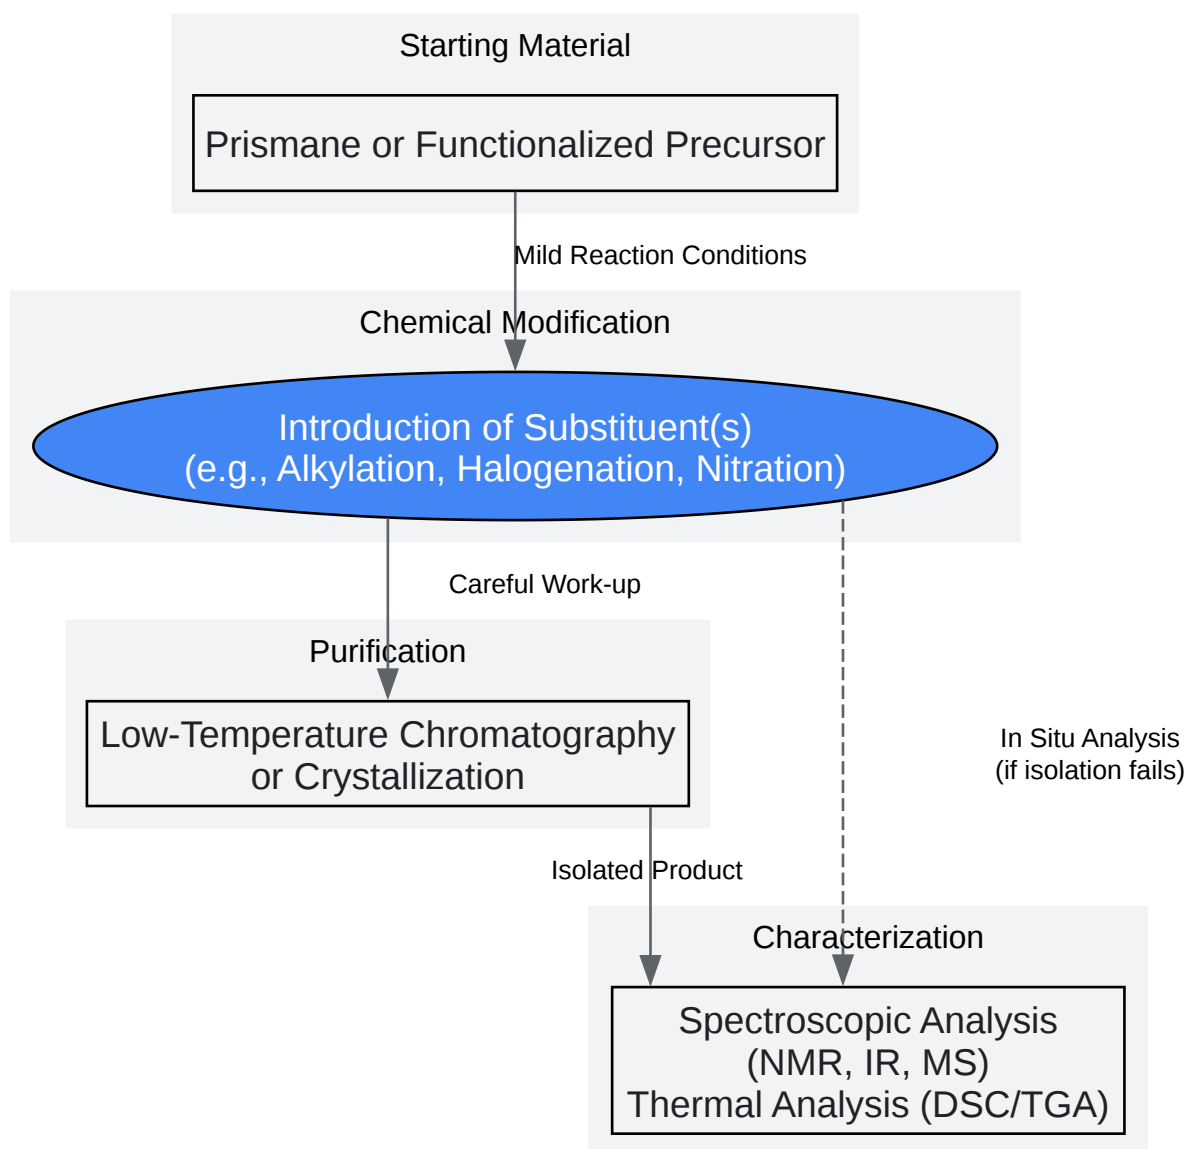 Starting Material
Prismane or Functionalized Precursor
Mild Reaction Conditions
Chemical Modification
Introduction of Substituent(s)
(e.g., Alkylation, Halogenation, Nitration)
Careful Work-up
Purification
Low-Temperature Chromatography
or Crystallization
In Situ Analysis
(if isolation fails)
Isolated Product
Characterization
Spectroscopic Analysis
(NMR, IR, MS)
Thermal Analysis (DSC/TGA)